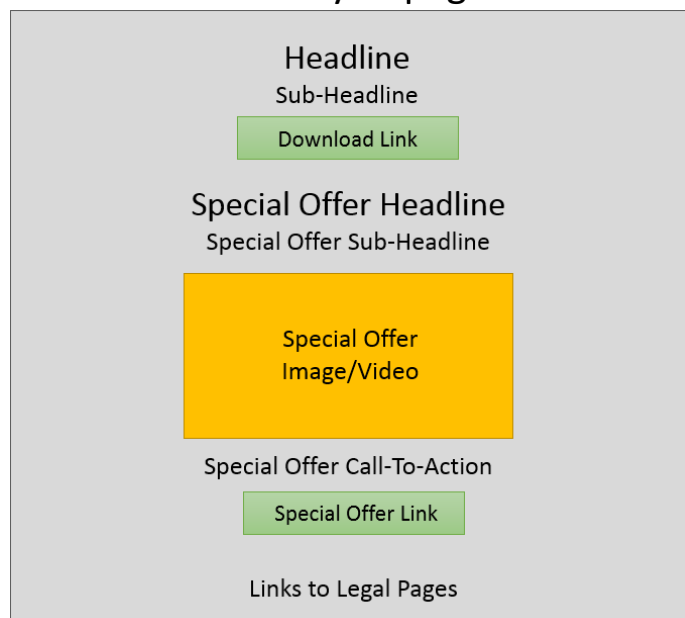 Headline
Sub-Headline
Download Link
Special Offer Headline
Special Offer Sub-Headline
Special Offer
Image/Video
Special Offer Call-To-Action
Special Offer Link
Links to Legal Pages